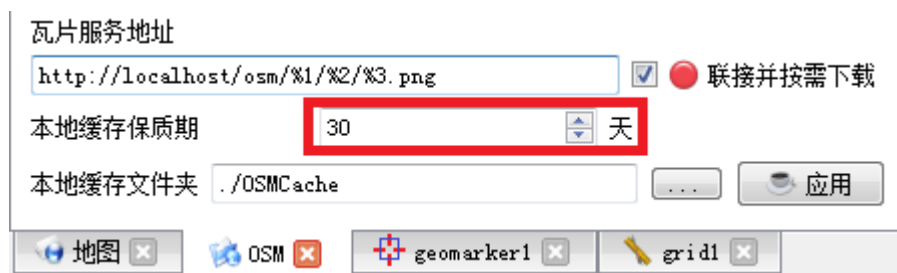 瓦片服务地址
http://localhost/osm/%1/%2/%3.png 联接并按需下载
本地缓存保质期 30 天
本地缓存文件夹 ./OSMCache ... 应用
地图 OSM geomarker1 grid1